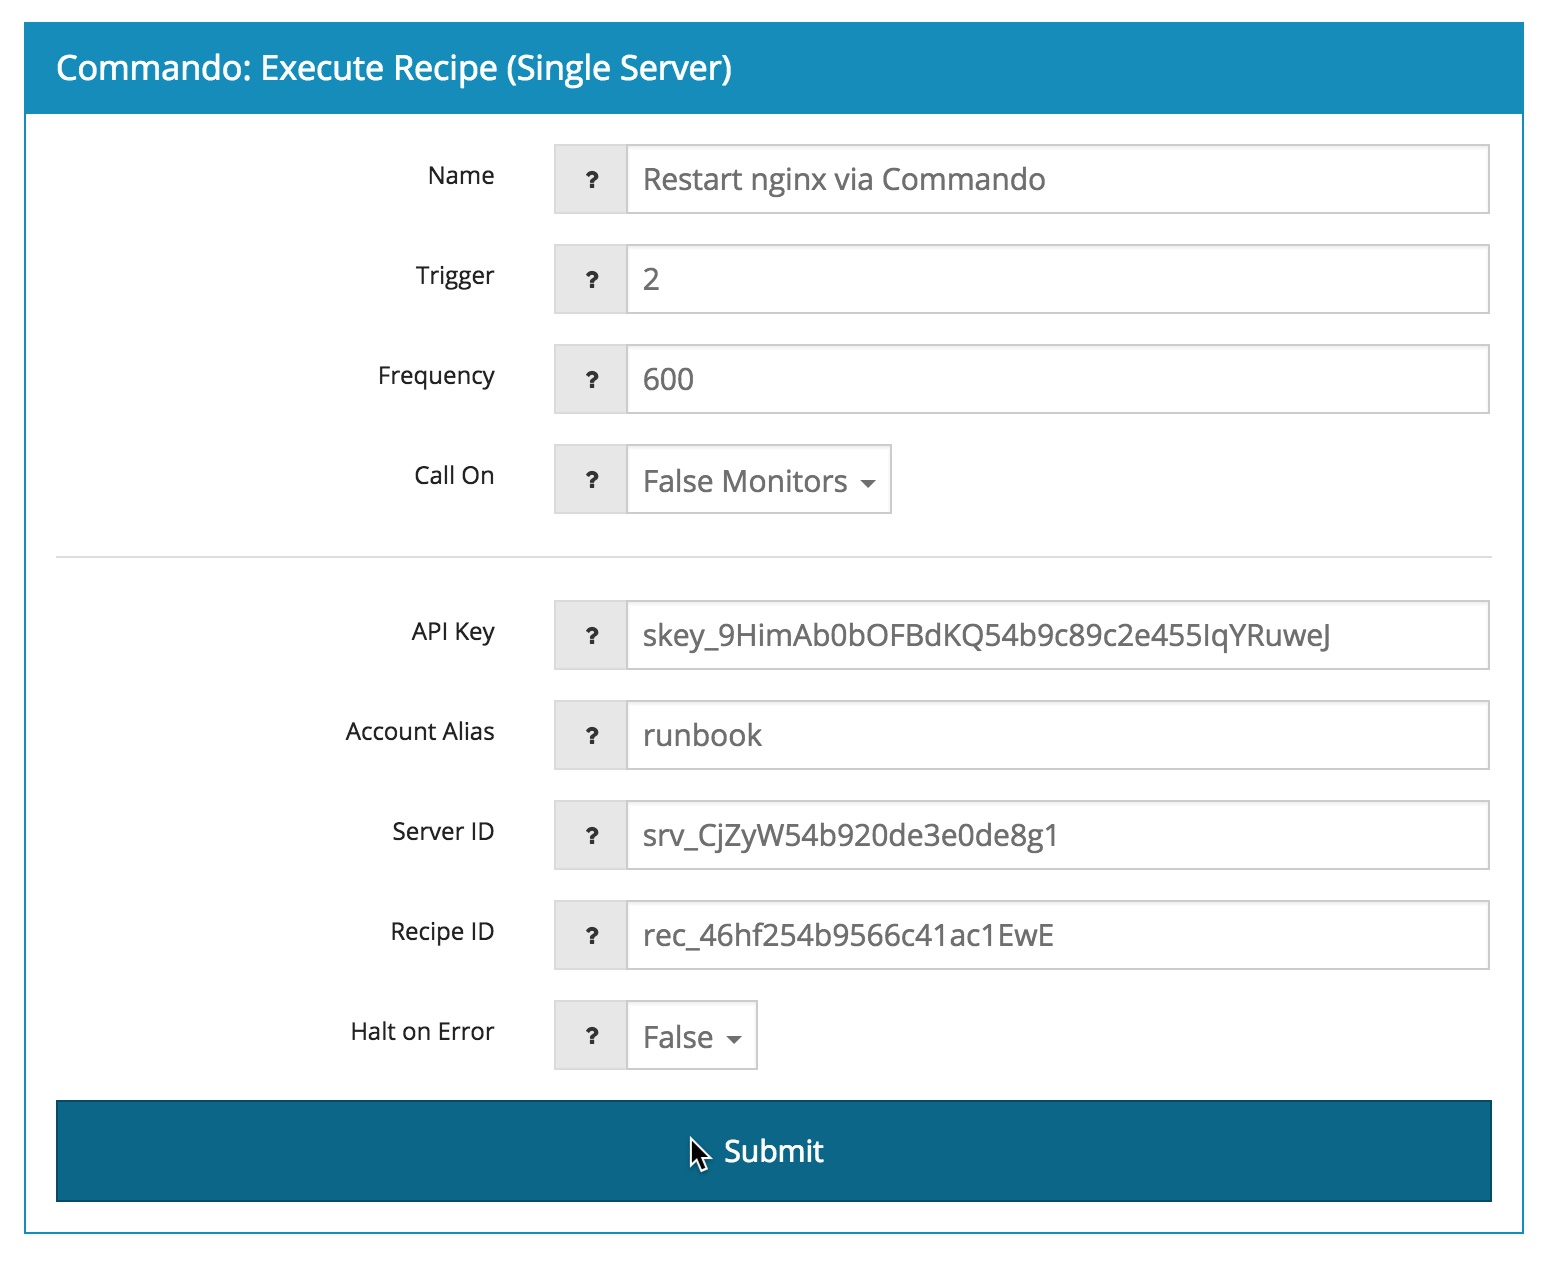 Commando: Execute Recipe (Single Server)
Name ? Restart nginx via Commando
Trigger ? 2
Frequency ? 600
Call On ? False Monitors
API Key ? skey_9HimAb0bOFBdKQ54b9c89c2e455IqYRuweJ
Account Alias ? runbook
Server ID ? srv_CjZyW54b920de3e0de8g1
Recipe ID ? rec_46hf254b9566c41ac1EwE
Halt on Error ? False
Submit